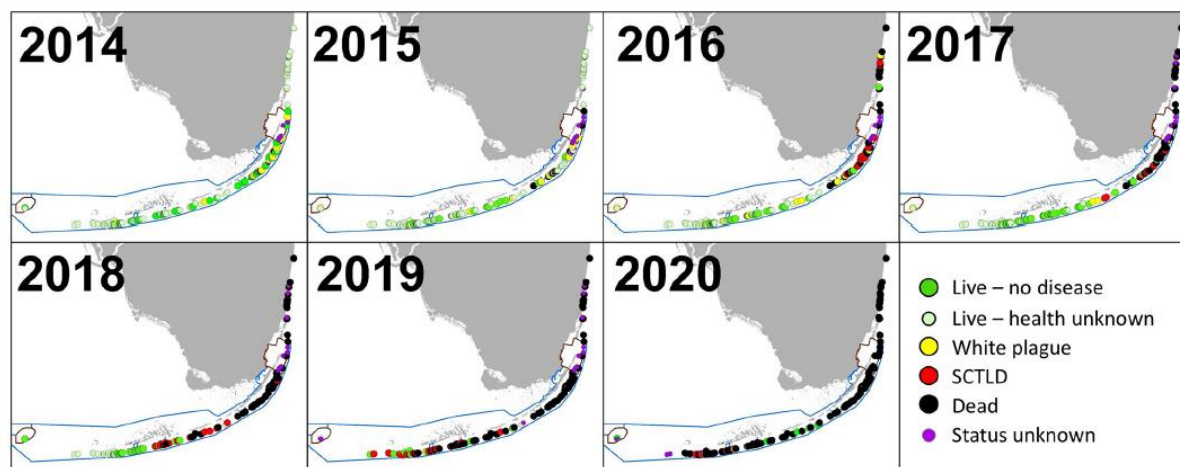 2014
2015
2016
2017
2018
2019
2020
Live – no disease
Live – health unknown
White plague
SCTLD
Dead
Status unknown